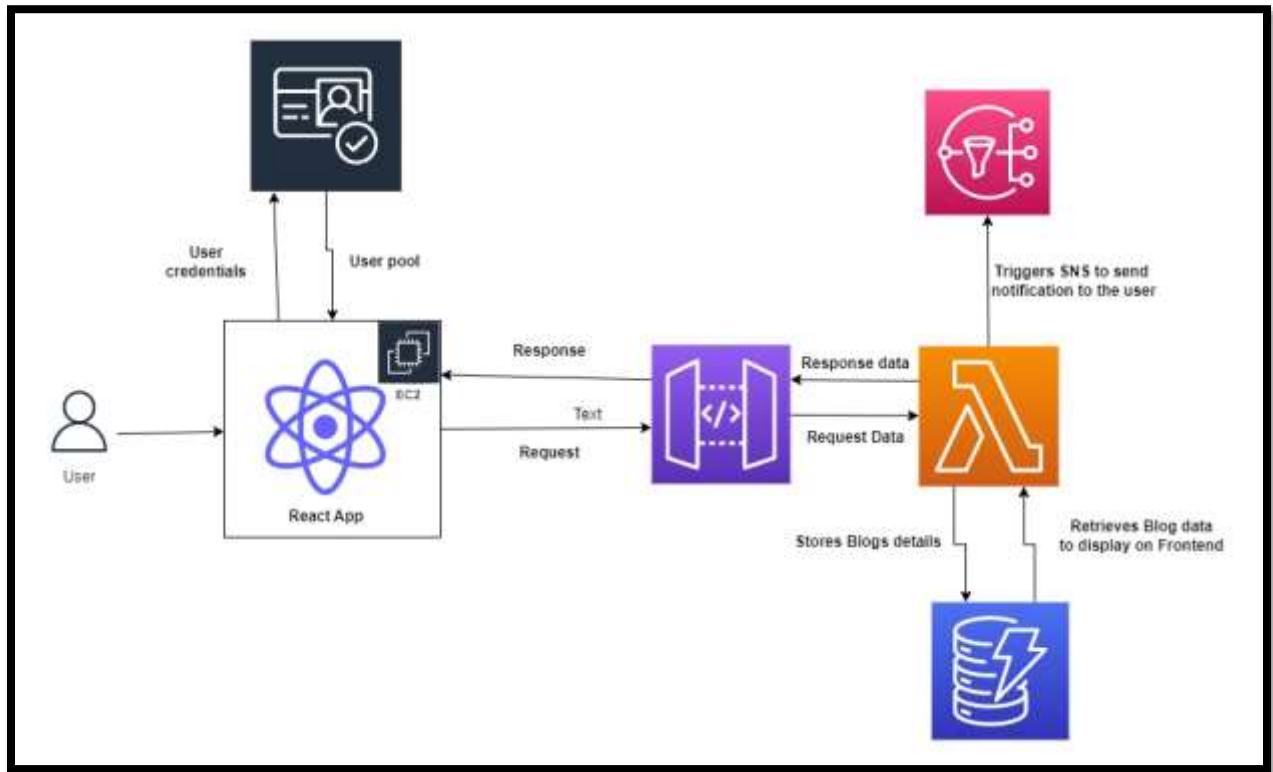 User
credentials
User pool
Triggers SNS to send
notification to the user
Response
Response data
EC2
Text
Request
Request Data
User
React App
Stores Blogs details
Retrieves Blog data
to display on Frontend